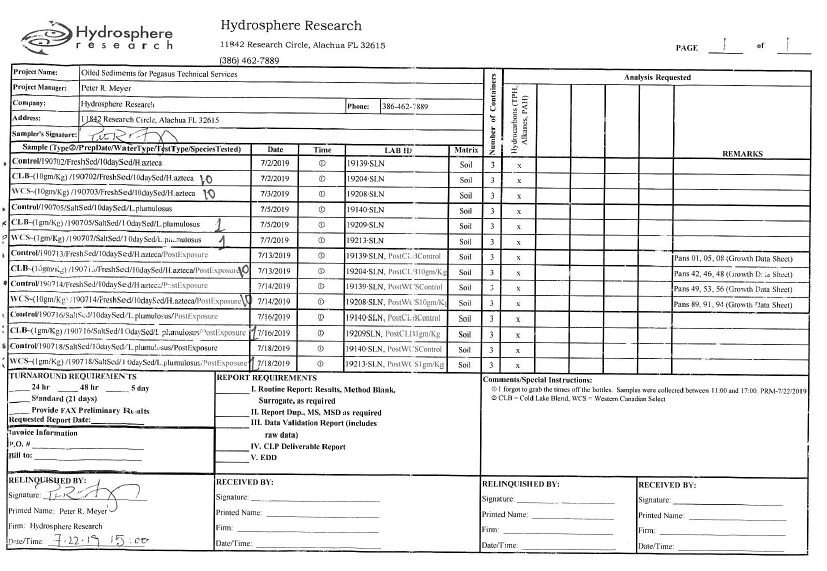 Hydrosphere Research
Hydrosphere
research
11842 Research Circle, Alachua FL 32615
(386) 462-7889
PAGE 1 of 1
Project Name: Oiled Sediments for Pegasus Technical Services
Project Manager: Peter R. Meyer
Company: Hydrosphere Research Phone: 386-462-7889
Address: 11842 Research Circle, Alachua FL 32615
Sampler's Signature:
Number of Containers
Analysis Requested
Hydrocarbons (TPH, Alkanes, PAH)
REMARKS
Sample (Type②/PrepDate/WaterType/TestType/SpeciesTested) Date Time LAB ID Matrix
Control/190702/FreshSed/10daySed/H.azteca 7/2/2019 ① 19139-SLN Soil 3 x
CLB-(10gm/Kg) /190702/FreshSed/10daySed/H.azteca 10 7/2/2019 ① 19204-SLN Soil 3 x
WCS-(10gm/Kg) /190703/FreshSed/10daySed/H.azteca 10 7/3/2019 ① 19208-SLN Soil 3 x
Control/190705/SaltSed/10daySed/L.plumulosus 7/5/2019 ① 19140-SLN Soil 3 x
CLB-(1gm/Kg) /190705/SaltSed/10daySed/L.plumulosus 1 7/5/2019 ① 19209-SLN Soil 3 x
WCS-(1gm/Kg) /190707/SaltSed/10daySed/L.plumulosus 1 7/7/2019 ① 19213-SLN Soil 3 x
Control/190713/FreshSed/10daySed/H.azteca/PostExposure 7/13/2019 ① 19139-SLN, PostCLBControl Soil 3 x Pans 01, 05, 08 (Growth Data Sheet)
CLB-(10gm/Kg) /190713/FreshSed/10daySed/H.azteca/PostExposure 10 7/13/2019 ① 19204-SLN, PostCLB10gm/Kg Soil 3 x Pans 42, 46, 48 (Growth Data Sheet)
Control/190714/FreshSed/10daySed/H.azteca/PostExposure 7/14/2019 ① 19139-SLN, PostWCSControl Soil 3 x Pans 49, 53, 56 (Growth Data Sheet)
WCS-(10gm/Kg) /190714/FreshSed/10daySed/H.azteca/PostExposure 10 7/14/2019 ① 19208-SLN, PostWCS10gm/Kg Soil 3 x Pans 89, 91, 94 (Growth Data Sheet)
Control/190716/SaltSed/10daySed/L.plumulosus/PostExposure 7/16/2019 ① 19140-SLN, PostCLBControl Soil 3 x
CLB-(1gm/Kg) /190716/SaltSed/10daySed/L.plumulosus/PostExposure 1 7/16/2019 ① 19209SLN, PostCLB1gm/Kg Soil 3 x
Control/190718/SaltSed/10daySed/L.plumulosus/PostExposure 7/18/2019 ① 19140-SLN, PostWCSControl Soil 3 x
WCS-(1gm/Kg) /190718/SaltSed/10daySed/L.plumulosus/PostExposure 1 7/18/2019 ① 19213-SLN, PostWCS1gm/Kg Soil 3 x
TURNAROUND REQUIREMENTS
24 hr 48 hr 5 day
Standard (21 days)
Provide FAX Preliminary Results
Requested Report Date:
Invoice Information
P.O. #
Bill to:
REPORT REQUIREMENTS
I. Routine Report: Results, Method Blank,
Surrogate, as required
II. Report Dup., MS, MSD as required
III. Data Validation Report (includes
raw data)
IV. CLP Deliverable Report
V. EDD
Comments/Special Instructions:
① I forgot to grab the times off the bottles. Samples were collected between 11:00 and 17:00. PRM-7/22/2019
② CLB = Cold Lake Blend, WCS = Western Canadian Select
RELINQUISHED BY:
Signature:
Printed Name: Peter R. Meyer
Firm: Hydrosphere Research
Date/Time: 7-22-19 15:00
RECEIVED BY:
Signature:
Printed Name:
Firm:
Date/Time:
RELINQUISHED BY:
Signature:
Printed Name:
Firm:
Date/Time:
RECEIVED BY:
Signature:
Printed Name:
Firm:
Date/Time: